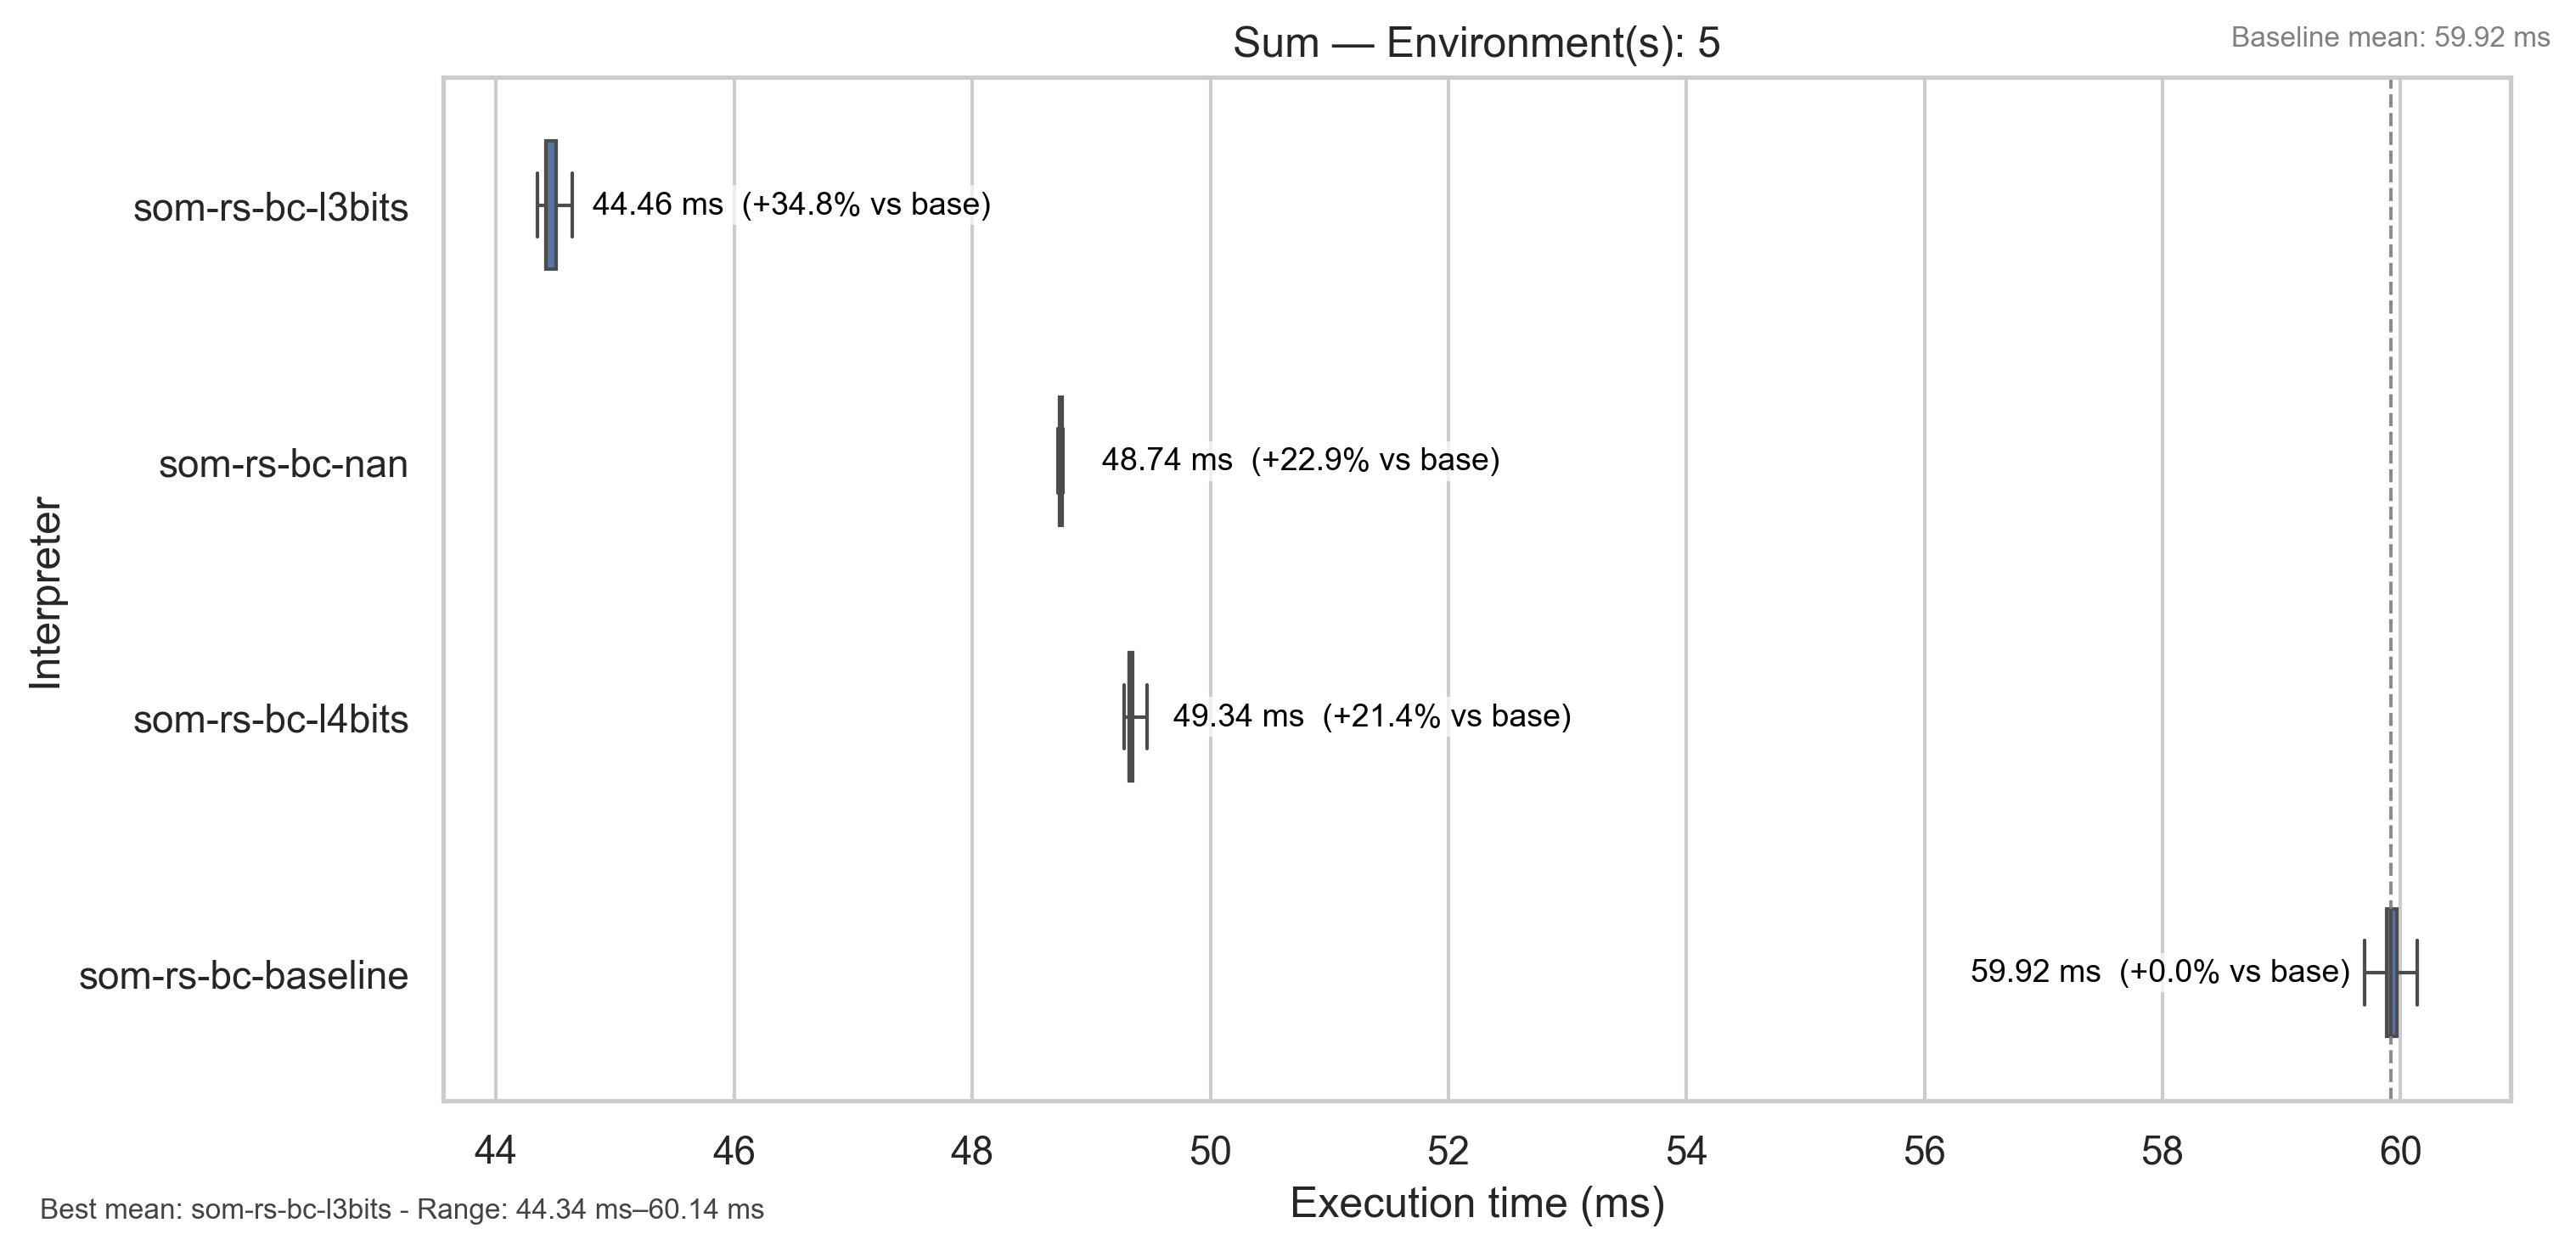 Sum — Environment(s): 5
Baseline mean: 59.92 ms
som-rs-bc-l3bits
44.46 ms (+34.8% vs base)
som-rs-bc-nan
48.74 ms (+22.9% vs base)
Interpreter
som-rs-bc-l4bits
49.34 ms (+21.4% vs base)
som-rs-bc-baseline
59.92 ms (+0.0% vs base)
44 46 48 50 52 54 56 58 60
Execution time (ms)
Best mean: som-rs-bc-l3bits - Range: 44.34 ms–60.14 ms